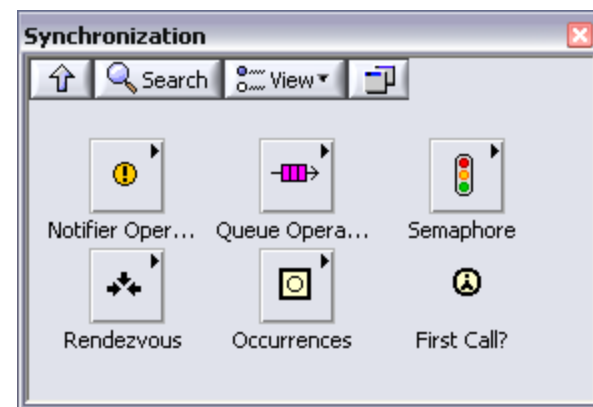 Synchronization
Search View
Notifier Oper... Queue Opera... Semaphore
Rendezvous Occurrences First Call?